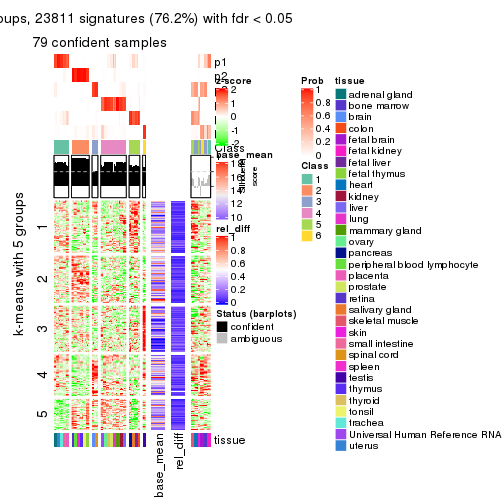 oups, 23811 signatures (76.2%) with fdr < 0.05
79 confident samples
p1
p2
z-score
2
1
0
-1
-2
Class
base_mean
18
16
14
12
10
Silhouette
score
rel_diff
1
0.8
0.6
0.4
0.2
0
Status (barplots)
confident
ambiguous
k-means with 5 groups
1
2
3
4
5
tissue
base_mean
rel_diff
Prob
1
0.8
0.6
0.4
0.2
0
Class
1
2
3
4
5
6
tissue
adrenal gland
bone marrow
brain
colon
fetal brain
fetal kidney
fetal liver
fetal thymus
heart
kidney
liver
lung
mammary gland
ovary
pancreas
peripheral blood lymphocyte
placenta
prostate
retina
salivary gland
skeletal muscle
skin
small intestine
spinal cord
spleen
testis
thymus
thyroid
tonsil
trachea
Universal Human Reference RNA
uterus